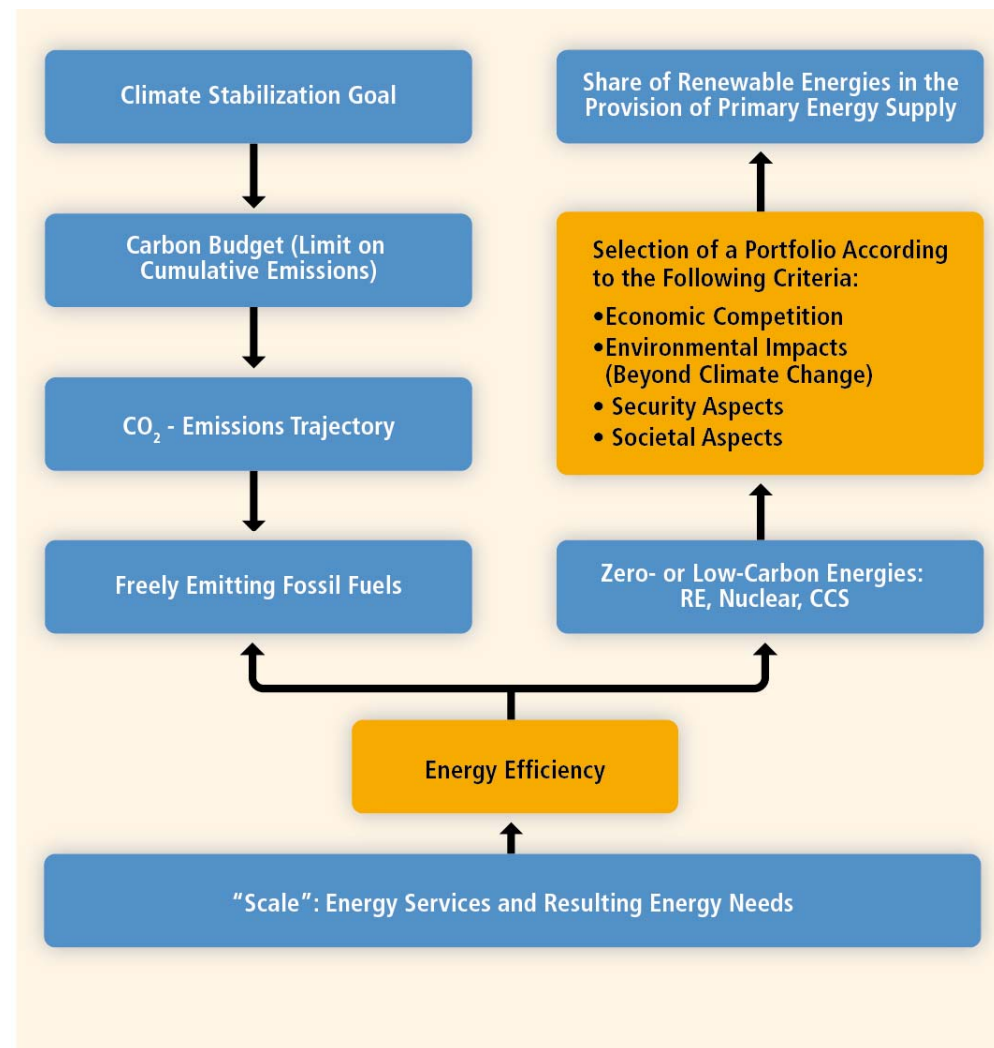 Climate Stabilization Goal
Carbon Budget (Limit on
Cumulative Emissions)
CO₂ - Emissions Trajectory
Freely Emitting Fossil Fuels
Share of Renewable Energies in the
Provision of Primary Energy Supply
Selection of a Portfolio According
to the Following Criteria:
•Economic Competition
•Environmental Impacts
(Beyond Climate Change)
• Security Aspects
• Societal Aspects
Zero- or Low-Carbon Energies:
RE, Nuclear, CCS
Energy Efficiency
“Scale”: Energy Services and Resulting Energy Needs